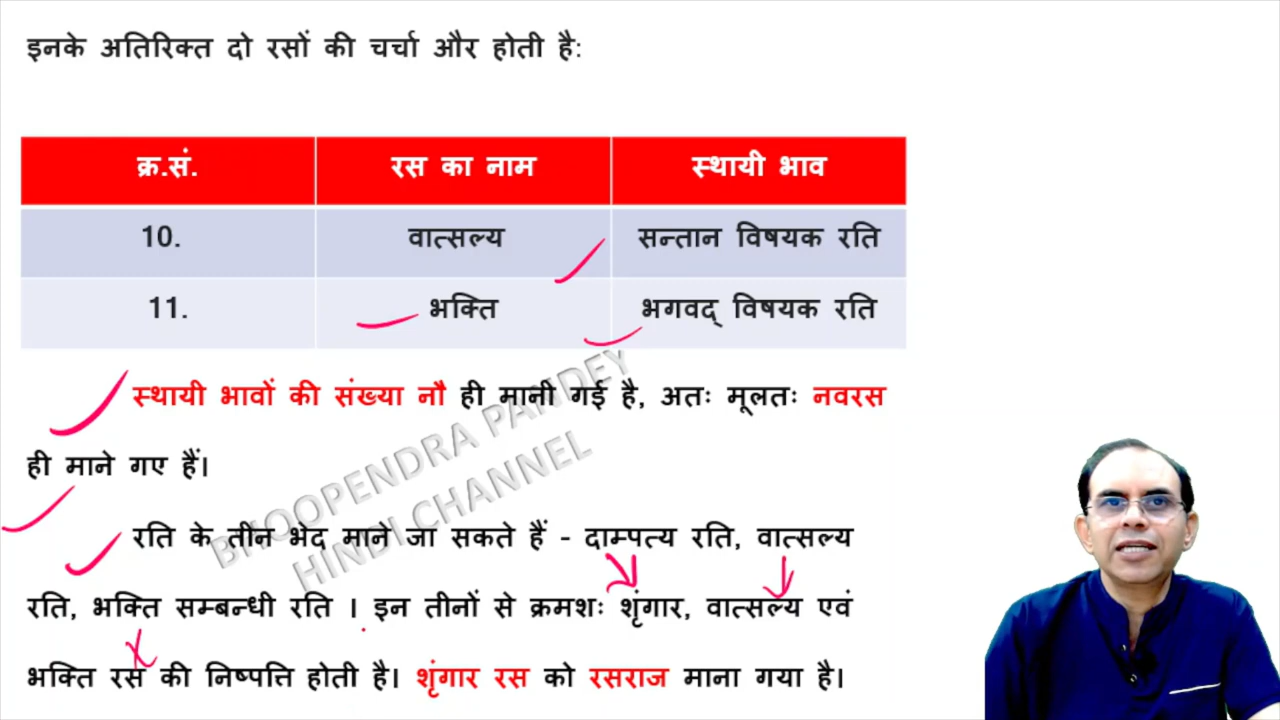 इनके अतिरिक्त दो रसों की चर्चा और होती है:
क्र.सं. रस का नाम स्थायी भाव
10. वात्सल्य सन्तान विषयक रति
11. भक्ति भगवद् विषयक रति
स्थायी भावों की संख्या नौ ही मानी गई है, अतः मूलतः नवरस
ही माने गए हैं।
रति के तीन भेद माने जा सकते हैं - दाम्पत्य रति, वात्सल्य
रति, भक्ति सम्बन्धी रति । इन तीनों से क्रमशः शृंगार, वात्सल्य एवं
भक्ति रस की निष्पत्ति होती है। शृंगार रस को रसराज माना गया है।
BHOOPENDRA PANDEY
HINDI CHANNEL